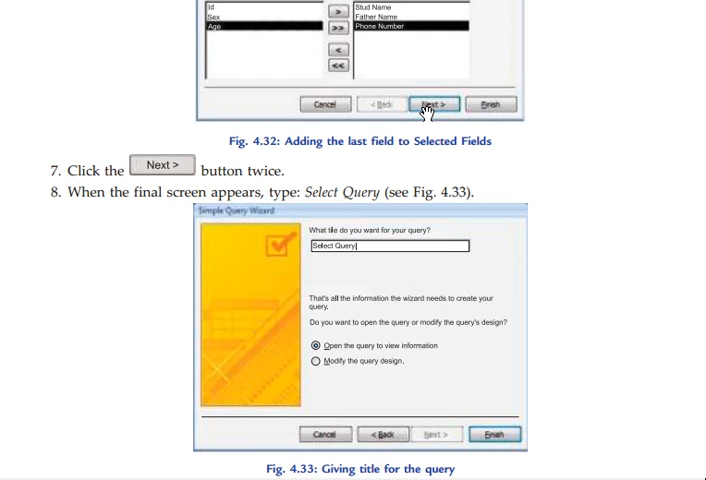 Id
Sex
Age
>
>>
<
<<
Stud Name
Father Name
Phone Number
Cancel < Back Next > Finish
Fig. 4.32: Adding the last field to Selected Fields
7. Click the Next > button twice.
8. When the final screen appears, type: Select Query (see Fig. 4.33).
Simple Query Wizard
What tile do you want for your query?
Select Query
That's all the information the wizard needs to create your
query.
Do you want to open the query or modify the query's design?
Open the query to view information
Modify the query design.
Cancel < Back Next > Finish
Fig. 4.33: Giving title for the query